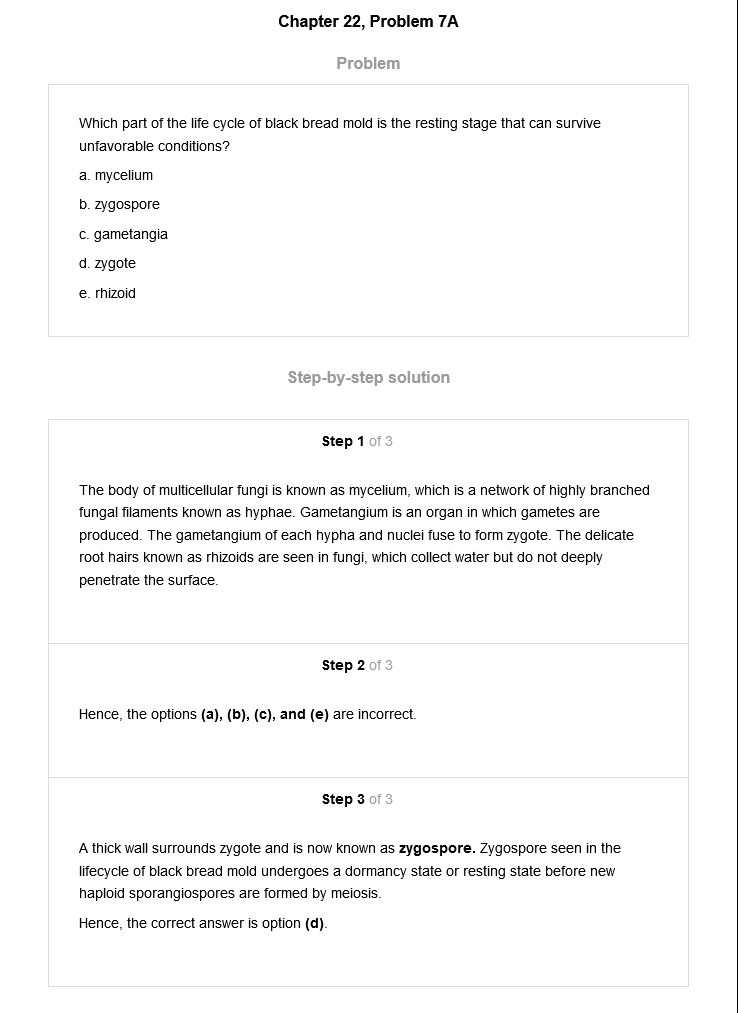 Chapter 22, Problem 7A
Problem
Which part of the life cycle of black bread mold is the resting stage that can survive
unfavorable conditions?
a. mycelium
b. zygospore
c. gametangia
d. zygote
e. rhizoid
Step-by-step solution
Step 1 of 3
The body of multicellular fungi is known as mycelium, which is a network of highly branched
fungal filaments known as hyphae. Gametangium is an organ in which gametes are
produced. The gametangium of each hypha and nuclei fuse to form zygote. The delicate
root hairs known as rhizoids are seen in fungi, which collect water but do not deeply
penetrate the surface.
Step 2 of 3
Hence, the options (a), (b), (c), and (e) are incorrect.
Step 3 of 3
A thick wall surrounds zygote and is now known as zygospore. Zygospore seen in the
lifecycle of black bread mold undergoes a dormancy state or resting state before new
haploid sporangiospores are formed by meiosis.
Hence, the correct answer is option (d).